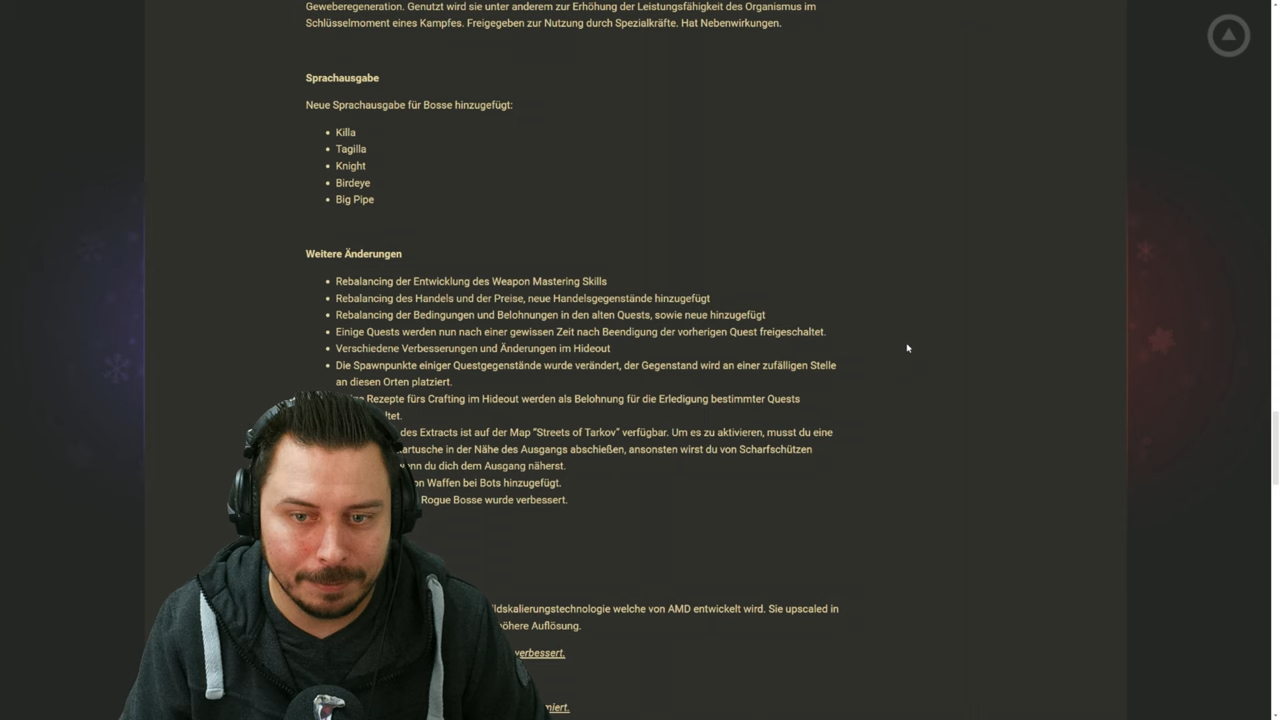 Geweberegeneration. Genutzt wird sie unter anderem zur Erhöhung der Leistungsfähigkeit des Organismus im
Schlüsselmoment eines Kampfes. Freigegeben zur Nutzung durch Spezialkräfte. Hat Nebenwirkungen.
Sprachausgabe
Neue Sprachausgabe für Bosse hinzugefügt:
• Killa
• Tagilla
• Knight
• Birdeye
• Big Pipe
Weitere Änderungen
• Rebalancing der Entwicklung des Weapon Mastering Skills
• Rebalancing des Handels und der Preise, neue Handelsgegenstände hinzugefügt
• Rebalancing der Bedingungen und Belohnungen in den alten Quests, sowie neue hinzugefügt
• Einige Quests werden nun nach einer gewissen Zeit nach Beendigung der vorherigen Quest freigeschaltet.
• Verschiedene Verbesserungen und Änderungen im Hideout
• Die Spawnpunkte einiger Questgegenstände wurde verändert, der Gegenstand wird an einer zufälligen Stelle
an diesen Orten platziert.
Rezepte fürs Crafting im Hideout werden als Belohnung für die Erledigung bestimmter Quests
des Extracts ist auf der Map "Streets of Tarkov" verfügbar. Um es zu aktivieren, musst du eine
in der Nähe des Ausgangs abschießen, ansonsten wirst du von Scharfschützen
du dich dem Ausgang näherst.
Waffen bei Bots hinzugefügt.
Rogue Bosse wurde verbessert.
welche von AMD entwickelt wird. Sie upscaled in
Auflösung.